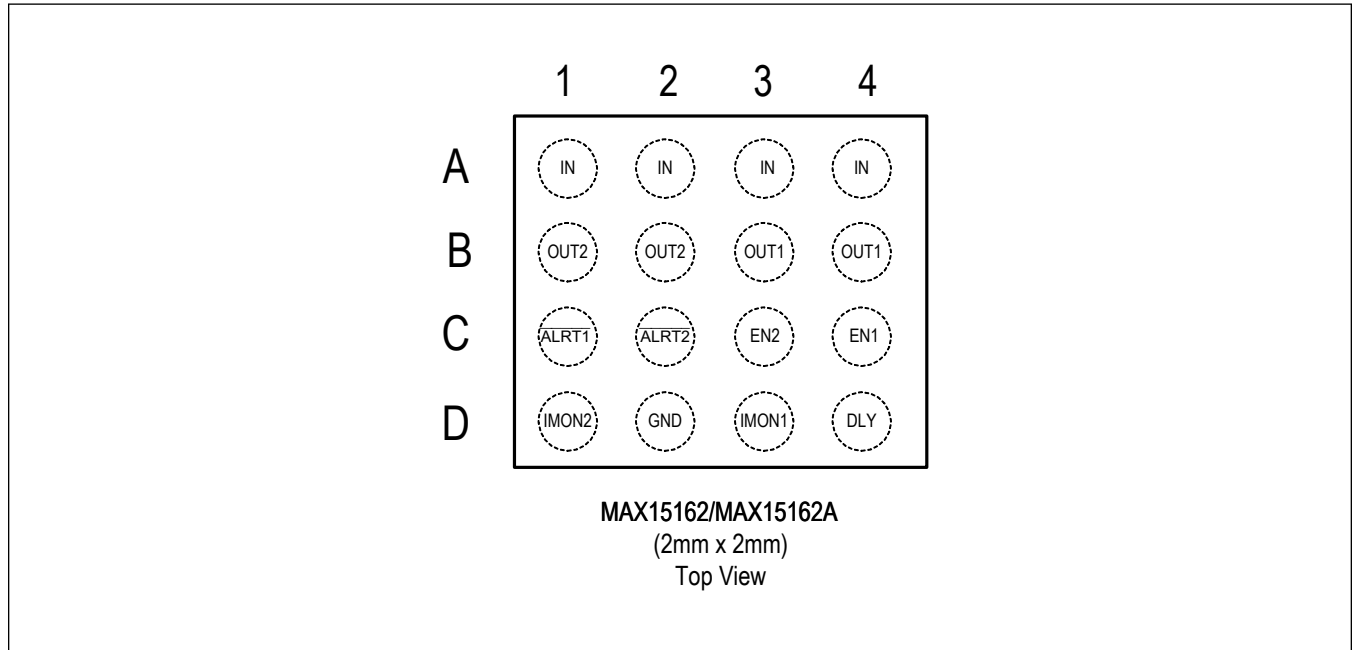 1 2 3 4
A IN IN IN IN
B OUT2 OUT2 OUT1 OUT1
C ALRT1 ALRT2 EN2 EN1
D IMON2 GND IMON1 DLY
MAX15162/MAX15162A
(2mm x 2mm)
Top View